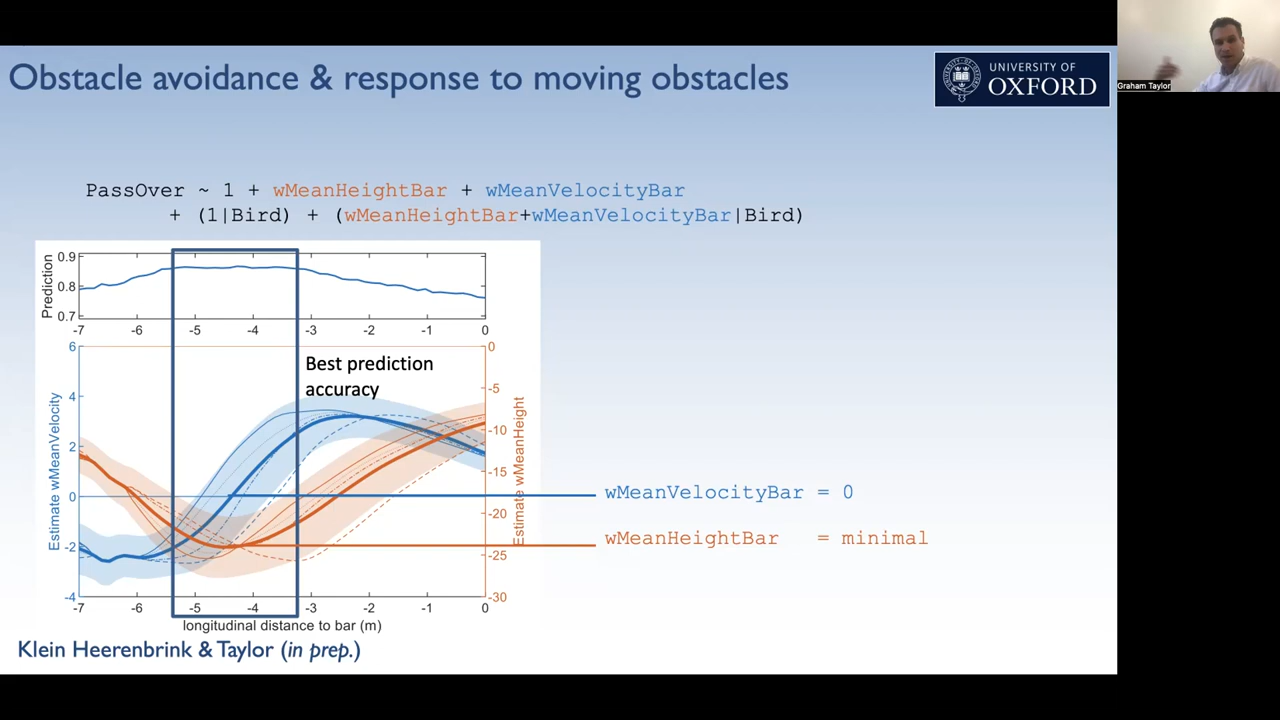 Obstacle avoidance & response to moving obstacles
UNIVERSITY OF
OXFORD
Graham Taylor
PassOver ~ 1 + wMeanHeightBar + wMeanVelocityBar
+ (1|Bird) + (wMeanHeightBar+wMeanVelocityBar|Bird)
Prediction
0.9
0.8
0.7
-7 -6 -5 -4 -3 -2 -1 0
Best prediction
accuracy
Estimate wMeanVelocity
6
4
2
0
-2
-4
0
-5
-10
-15
-20
-25
-30
Estimate wMeanHeight
-7 -6 -5 -4 -3 -2 -1 0
longitudinal distance to bar (m)
wMeanVelocityBar = 0
wMeanHeightBar = minimal
Klein Heerenbrink & Taylor (in prep.)